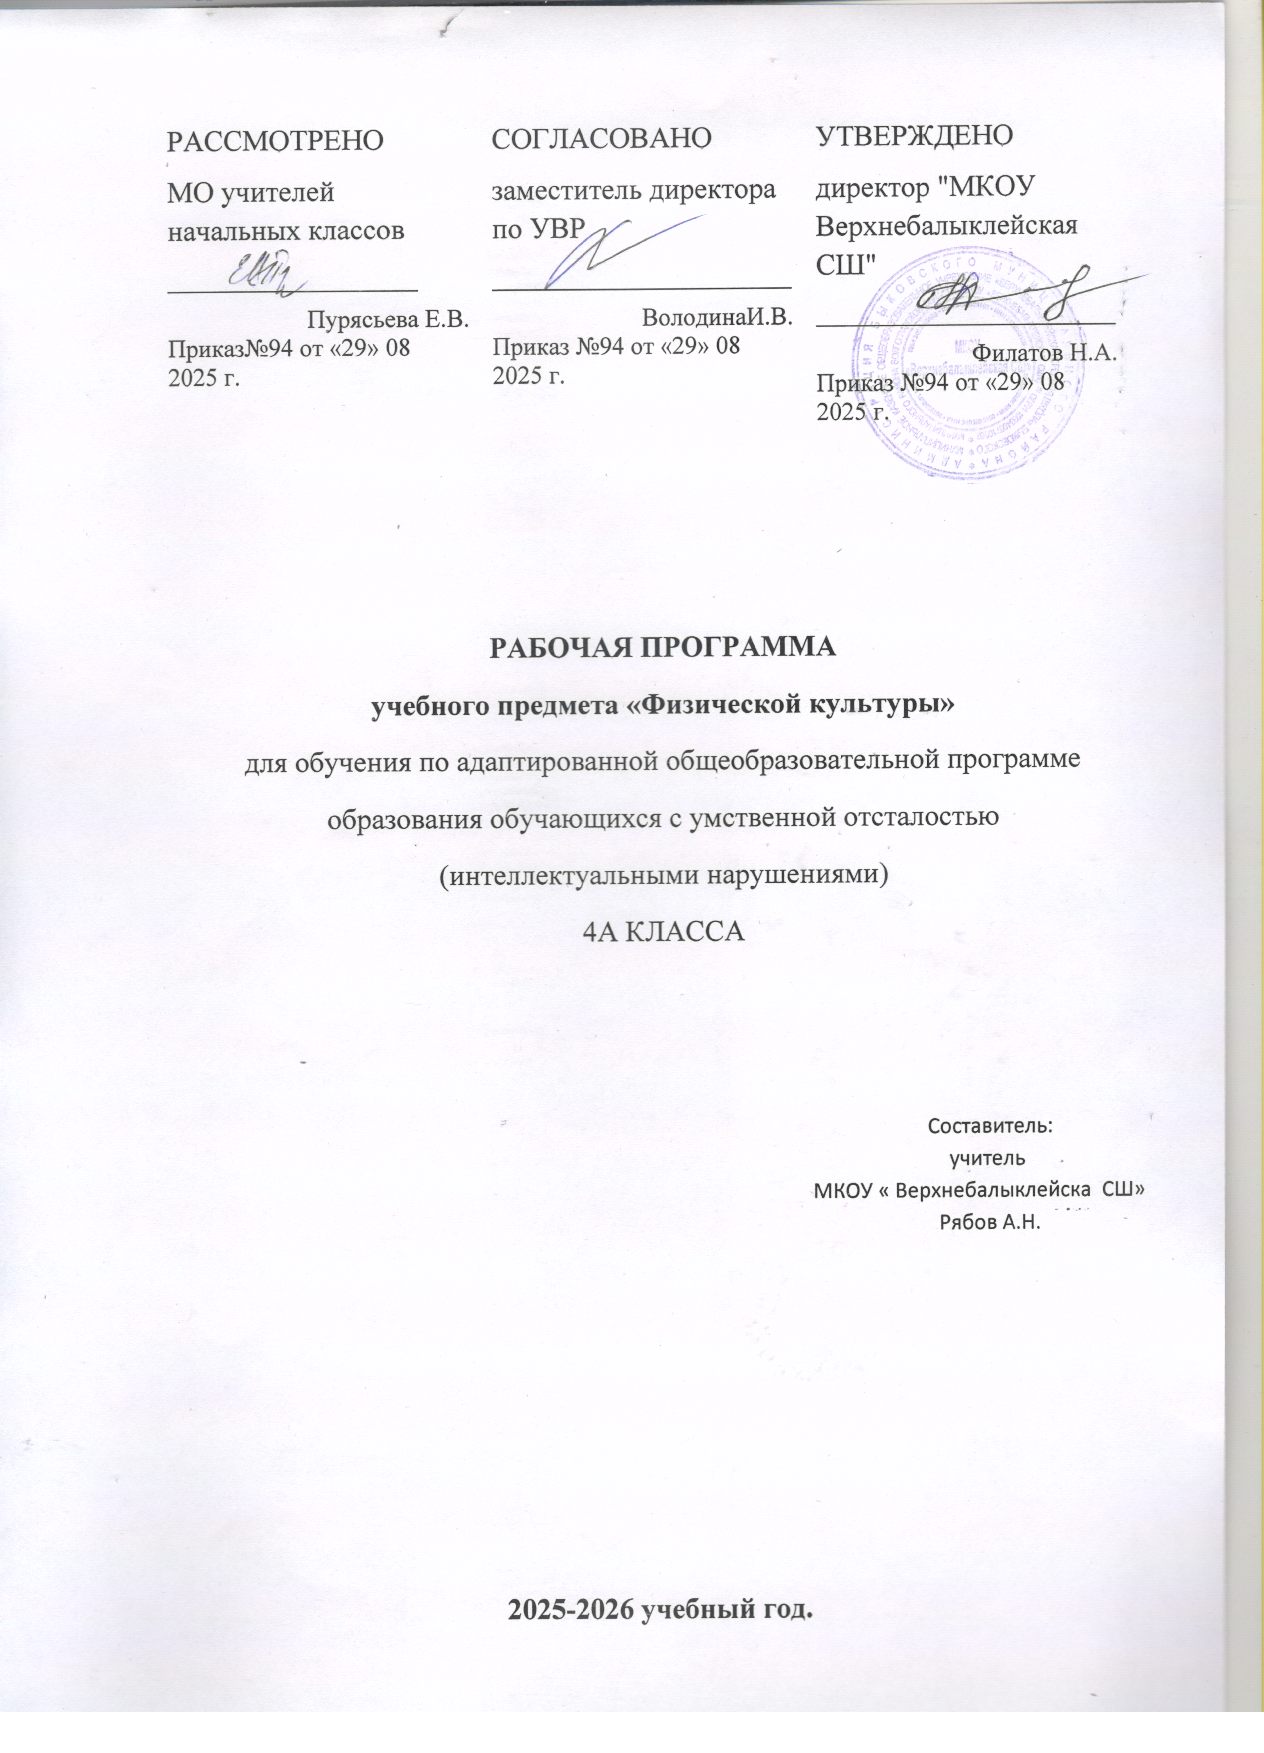 РАССМОТРЕНО
МО учителей
начальных классов
Пурясьева Е.В.
Приказ№94 от «29» 08
2025 г.
СОГЛАСОВАНО
заместитель директора
по УВР
ВолодинаИ.В.
Приказ №94 от «29» 08
2025 г.
УТВЕРЖДЕНО
директор "МКОУ
Верхнебалыклейская
СШ"
Филатов Н.А.
Приказ №94 от «29» 08
2025 г.
РАБОЧАЯ ПРОГРАММА
учебного предмета «Физической культуры»
для обучения по адаптированной общеобразовательной программе
образования обучающихся с умственной отсталостью
(интеллектуальными нарушениями)
4А КЛАССА
Составитель:
учитель
МКОУ « Верхнебалыклейска СШ»
Рябов А.Н.
2025-2026 учебный год.